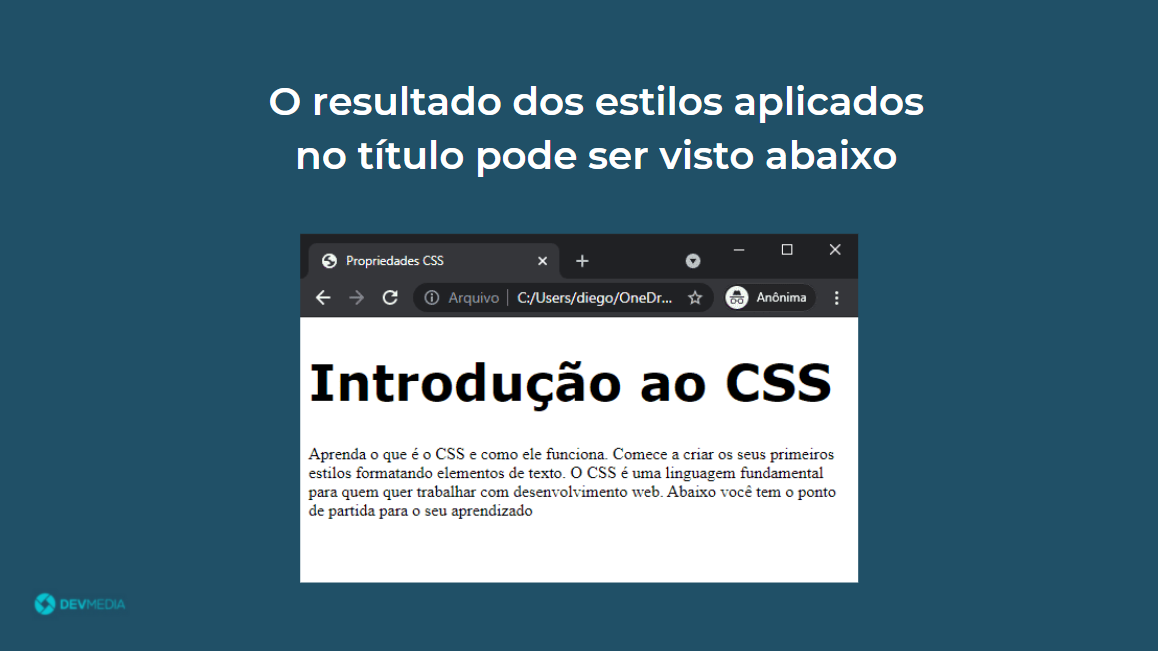 O resultado dos estilos aplicados
no título pode ser visto abaixo
Propriedades CSS
Arquivo | C:/Users/diego/OneDr...
Anônima
Introdução ao CSS
Aprenda o que é o CSS e como ele funciona. Comece a criar os seus primeiros
estilos formatando elementos de texto. O CSS é uma linguagem fundamental
para quem quer trabalhar com desenvolvimento web. Abaixo você tem o ponto
de partida para o seu aprendizado
DEVMEDIA